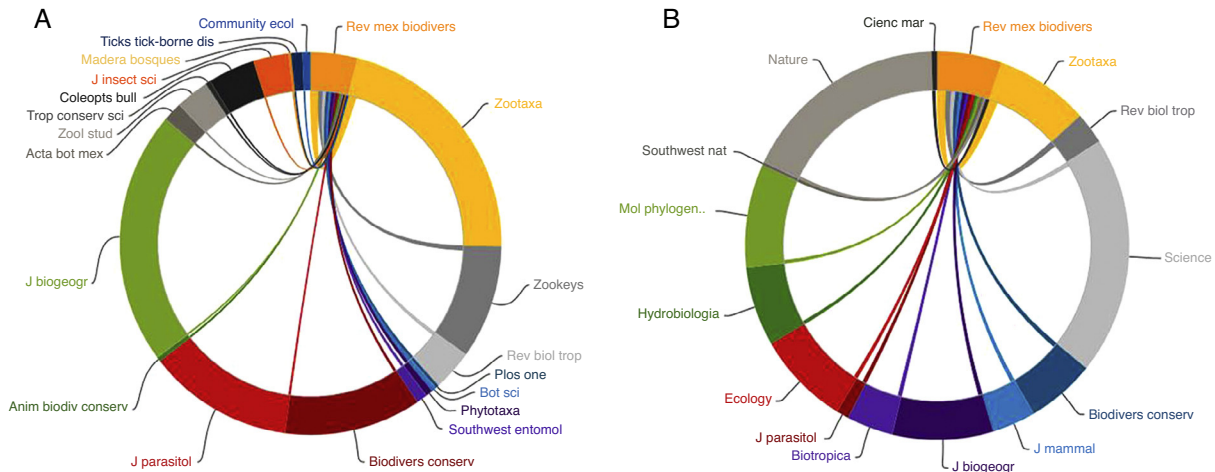 A
Community ecol
Rev mex biodivers
Ticks tick-borne dis
Madera bosques
J insect sci
Coleopts bull
Trop conserv sci
Zool stud
Acta bot mex
Zootaxa
J biogeogr
Zookeys
Rev biol trop
Plos one
Bot sci
Phytotaxa
Southwest entomol
Anim biodiv conserv
J parasitol
Biodivers conserv
B
Cienc mar
Rev mex biodivers
Nature
Zootaxa
Rev biol trop
Southwest nat
Mol phylogen..
Science
Hydrobiologia
Ecology
Biodivers conserv
J parasitol
J mammal
Biotropica
J biogeogr